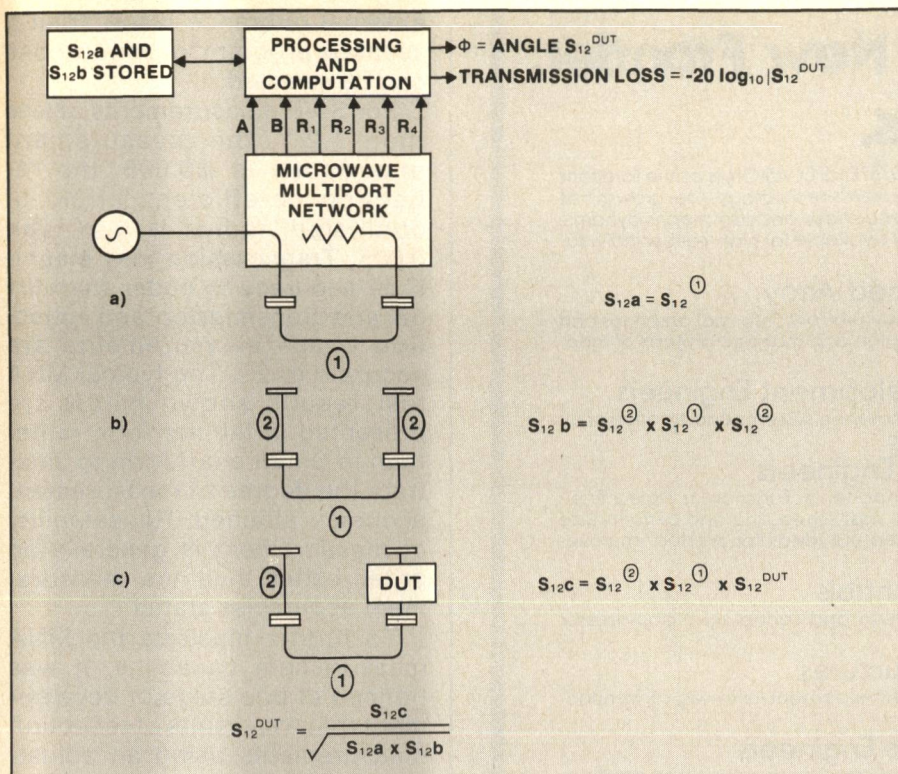 S₁₂a AND
S₁₂b STORED
PROCESSING
AND
COMPUTATION
Φ = ANGLE S₁₂ᴰᵁᵀ
TRANSMISSION LOSS = -20 log₁₀|S₁₂ᴰᵁᵀ
A B R₁ R₂ R₃ R₄
MICROWAVE
MULTIPORT
NETWORK
a) S₁₂a = S₁₂①
①
b) ② ② S₁₂ b = S₁₂② x S₁₂① x S₁₂②
①
c) ② DUT S₁₂c = S₁₂② x S₁₂① x S₁₂ᴰᵁᵀ
①
S₁₂ᴰᵁᵀ = S₁₂c
√ S₁₂a x S₁₂b